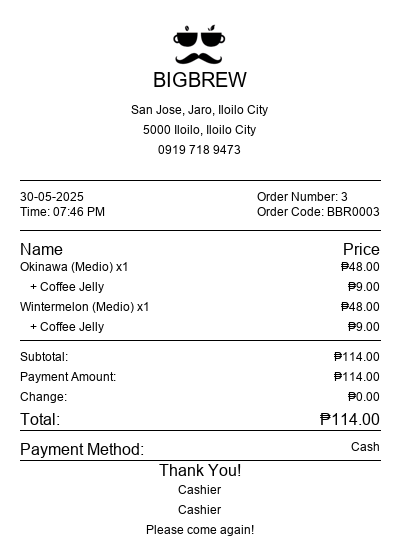 BIGBREW
San Jose, Jaro, Iloilo City
5000 Iloilo, Iloilo City
0919 718 9473
30-05-2025 Order Number: 3
Time: 07:46 PM Order Code: BBR0003
Name Price
Okinawa (Medio) x1 ₱48.00
+ Coffee Jelly ₱9.00
Wintermelon (Medio) x1 ₱48.00
+ Coffee Jelly ₱9.00
Subtotal: ₱114.00
Payment Amount: ₱114.00
Change: ₱0.00
Total: ₱114.00
Payment Method: Cash
Thank You!
Cashier
Cashier
Please come again!